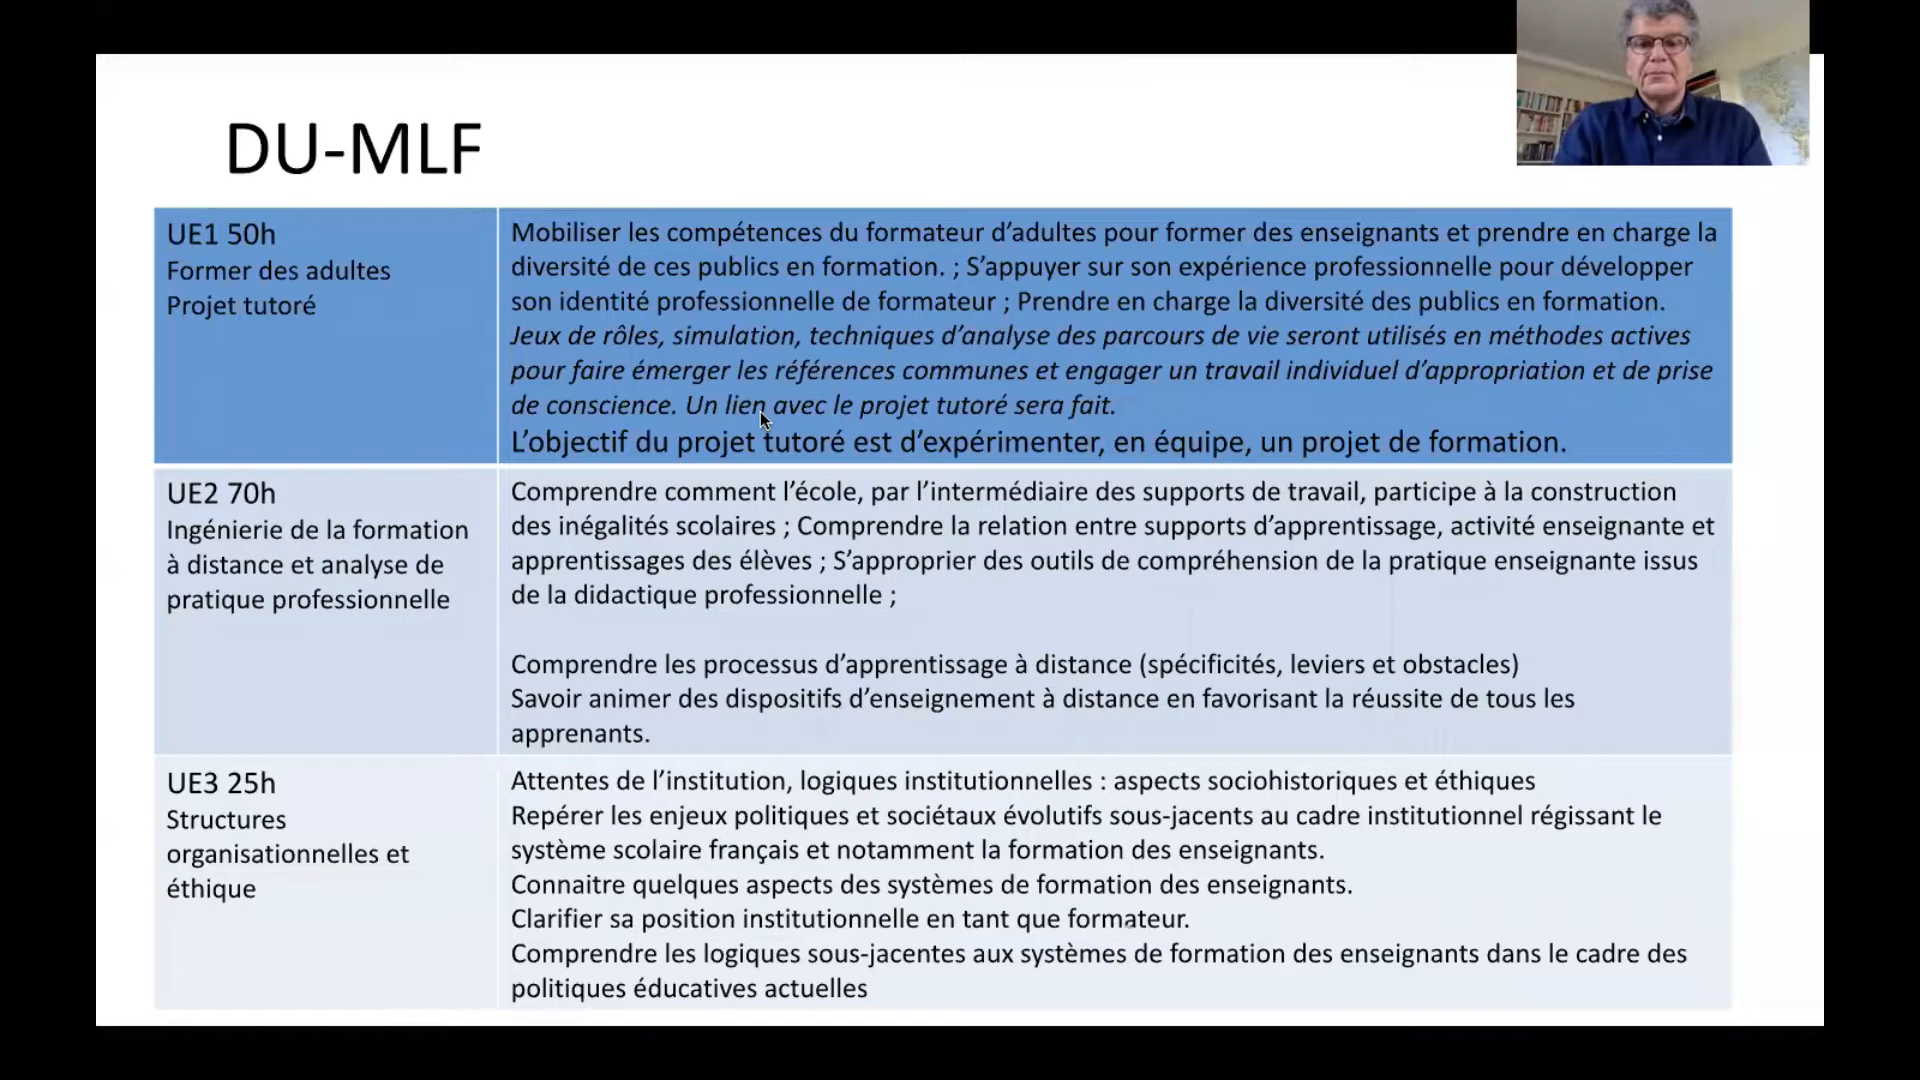 DU-MLF
UE1 50h
Former des adultes
Projet tutoré
Mobiliser les compétences du formateur d’adultes pour former des enseignants et prendre en charge la
diversité de ces publics en formation. ; S’appuyer sur son expérience professionnelle pour développer
son identité professionnelle de formateur ; Prendre en charge la diversité des publics en formation.
Jeux de rôles, simulation, techniques d’analyse des parcours de vie seront utilisés en méthodes actives
pour faire émerger les références communes et engager un travail individuel d’appropriation et de prise
de conscience. Un lien avec le projet tutoré sera fait.
L’objectif du projet tutoré est d’expérimenter, en équipe, un projet de formation.
UE2 70h
Ingénierie de la formation
à distance et analyse de
pratique professionnelle
Comprendre comment l’école, par l’intermédiaire des supports de travail, participe à la construction
des inégalités scolaires ; Comprendre la relation entre supports d’apprentissage, activité enseignante et
apprentissages des élèves ; S’approprier des outils de compréhension de la pratique enseignante issus
de la didactique professionnelle ;
Comprendre les processus d’apprentissage à distance (spécificités, leviers et obstacles)
Savoir animer des dispositifs d’enseignement à distance en favorisant la réussite de tous les
apprenants.
UE3 25h
Structures
organisationnelles et
éthique
Attentes de l’institution, logiques institutionnelles : aspects sociohistoriques et éthiques
Repérer les enjeux politiques et sociétaux évolutifs sous-jacents au cadre institutionnel régissant le
système scolaire français et notamment la formation des enseignants.
Connaitre quelques aspects des systèmes de formation des enseignants.
Clarifier sa position institutionnelle en tant que formateur.
Comprendre les logiques sous-jacentes aux systèmes de formation des enseignants dans le cadre des
politiques éducatives actuelles